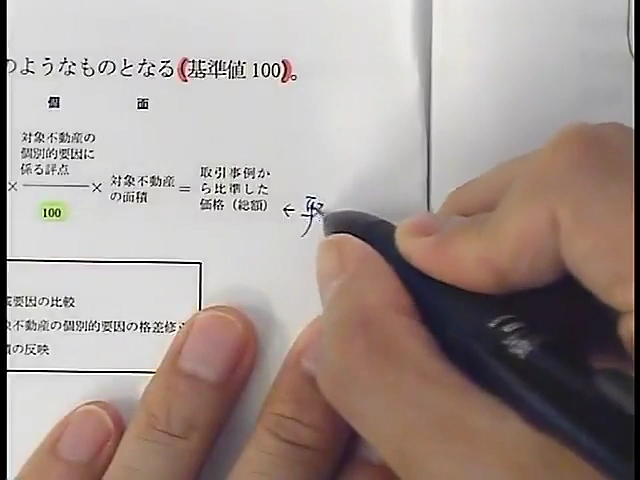 のようなものとなる(基準値100)。
個 面
対象不動産の
個別的要因に
係る評点
× ― × 対象不動産
の面積 = 取引事例か
ら比準した
価格(総額) ←
100
要因の比較
不動産の個別的要因の格差修
の反映